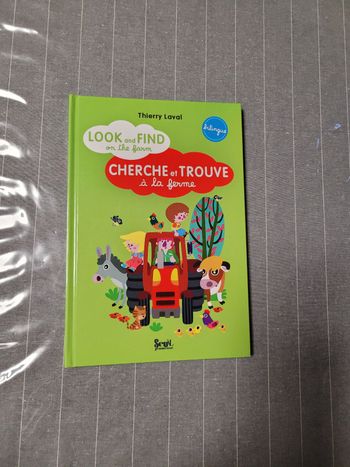 Thierry Laval
bilingue
LOOK and FIND
on the farm
CHERCHE et TROUVE
à la ferme
Seuil